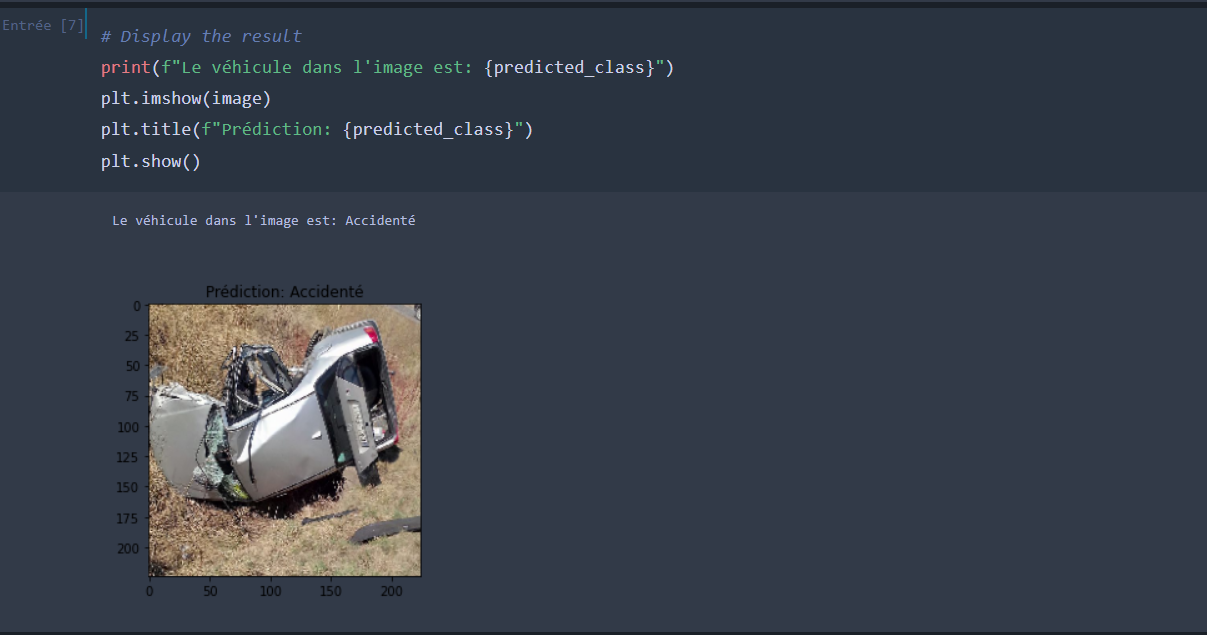 Entrée [7]
# Display the result
print(f"Le véhicule dans l'image est: {predicted_class}")
plt.imshow(image)
plt.title(f"Prédiction: {predicted_class}")
plt.show()
Le véhicule dans l'image est: Accidenté
Prédiction: Accidenté
0
25
50
75
100
125
150
175
200
0 50 100 150 200